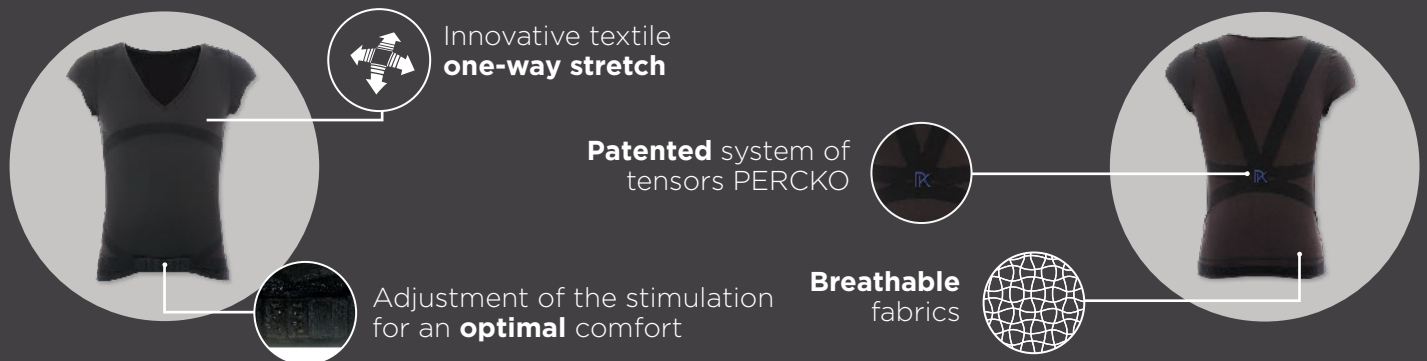 Innovative textile
one-way stretch
Patented system of
tensors PERCKO
Adjustment of the stimulation
for an optimal comfort
Breathable
fabrics